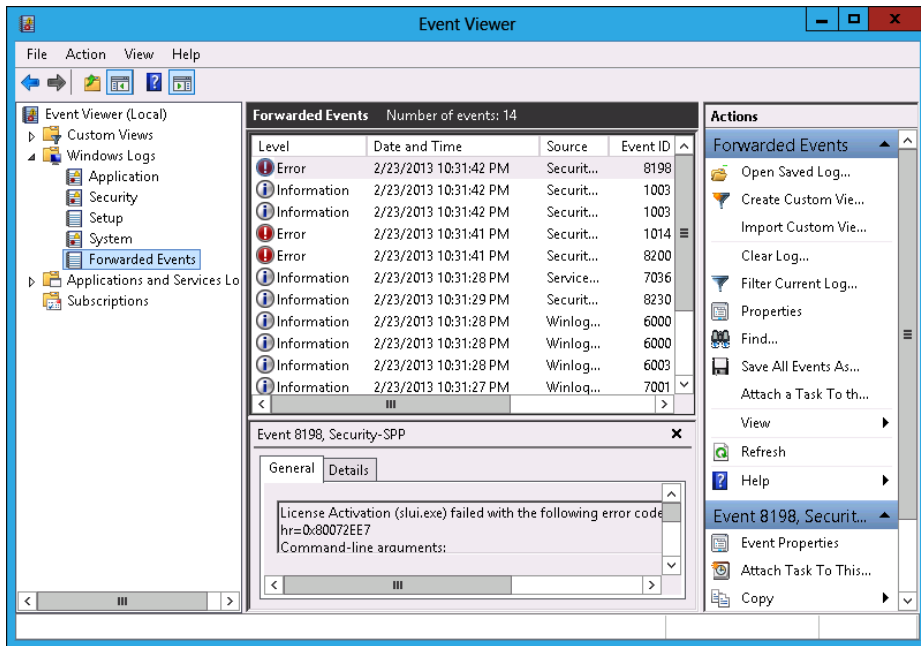 Event Viewer
File Action View Help
Event Viewer (Local)
Custom Views
Windows Logs
Application
Security
Setup
System
Forwarded Events
Applications and Services Lo
Subscriptions
Forwarded Events Number of events: 14
Level Date and Time Source Event ID
Error 2/23/2013 10:31:42 PM Securit... 8198
Information 2/23/2013 10:31:42 PM Securit... 1003
Information 2/23/2013 10:31:42 PM Securit... 1003
Error 2/23/2013 10:31:41 PM Securit... 1014
Error 2/23/2013 10:31:41 PM Securit... 8200
Information 2/23/2013 10:31:28 PM Service... 7036
Information 2/23/2013 10:31:29 PM Securit... 8230
Information 2/23/2013 10:31:28 PM Winlog... 6000
Information 2/23/2013 10:31:28 PM Winlog... 6000
Information 2/23/2013 10:31:28 PM Winlog... 6003
Information 2/23/2013 10:31:27 PM Winlog... 7001
Event 8198, Security-SPP
General Details
License Activation (slui.exe) failed with the following error code
hr=0x80072EE7
Command-line arguments:
Actions
Forwarded Events
Open Saved Log...
Create Custom Vie...
Import Custom Vie...
Clear Log...
Filter Current Log...
Properties
Find...
Save All Events As...
Attach a Task To th...
View
Refresh
Help
Event 8198, Securit...
Event Properties
Attach Task To This...
Copy